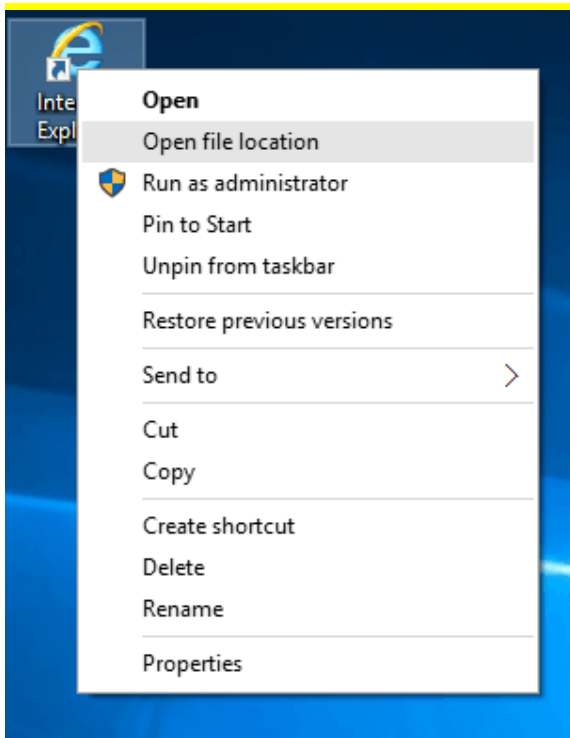 Inte
Expl
Open
Open file location
Run as administrator
Pin to Start
Unpin from taskbar
Restore previous versions
Send to
Cut
Copy
Create shortcut
Delete
Rename
Properties